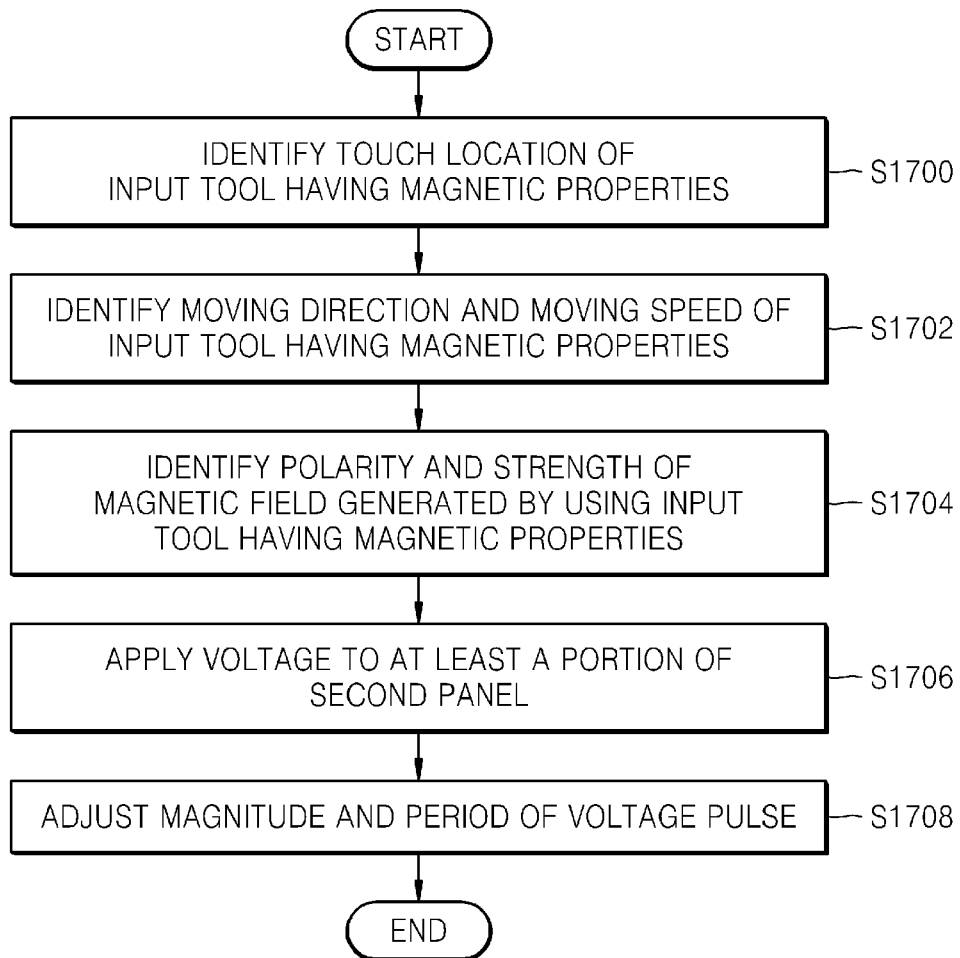 START
IDENTIFY TOUCH LOCATION OF
INPUT TOOL HAVING MAGNETIC PROPERTIES
S1700
IDENTIFY MOVING DIRECTION AND MOVING SPEED OF
INPUT TOOL HAVING MAGNETIC PROPERTIES
S1702
IDENTIFY POLARITY AND STRENGTH OF
MAGNETIC FIELD GENERATED BY USING INPUT
TOOL HAVING MAGNETIC PROPERTIES
S1704
APPLY VOLTAGE TO AT LEAST A PORTION OF
SECOND PANEL
S1706
ADJUST MAGNITUDE AND PERIOD OF VOLTAGE PULSE
S1708
END